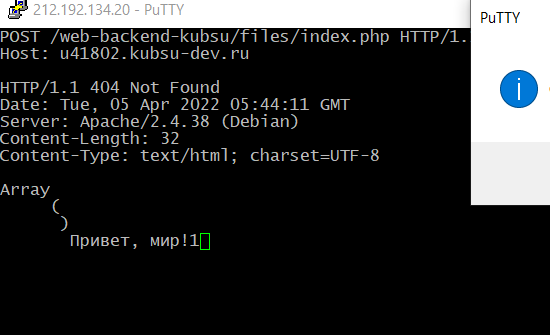 212.192.134.20 - PuTTY
PuTTY
POST /web-backend-kubsu/files/index.php HTTP/1.
Host: u41802.kubsu-dev.ru
HTTP/1.1 404 Not Found
Date: Tue, 05 Apr 2022 05:44:11 GMT
Server: Apache/2.4.38 (Debian)
Content-Length: 32
Content-Type: text/html; charset=UTF-8
Array
(
)
Привет, мир!1